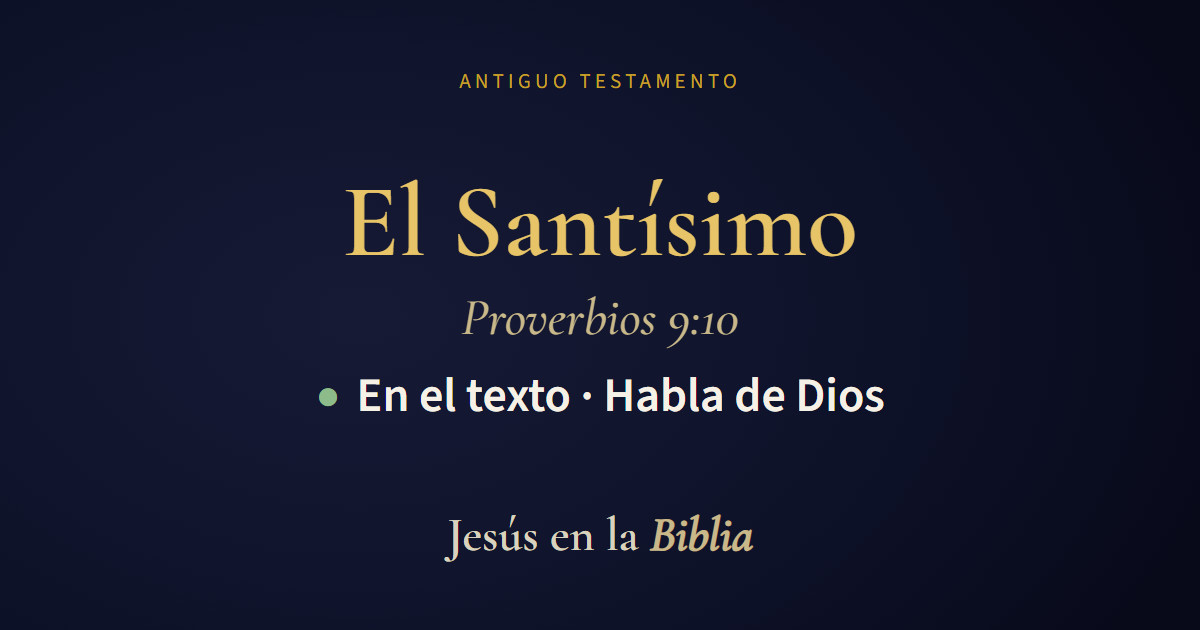 ANTIGUO TESTAMENTO
El Santísimo
Proverbios 9:10
En el texto · Habla de Dios
Jesús en la Biblia